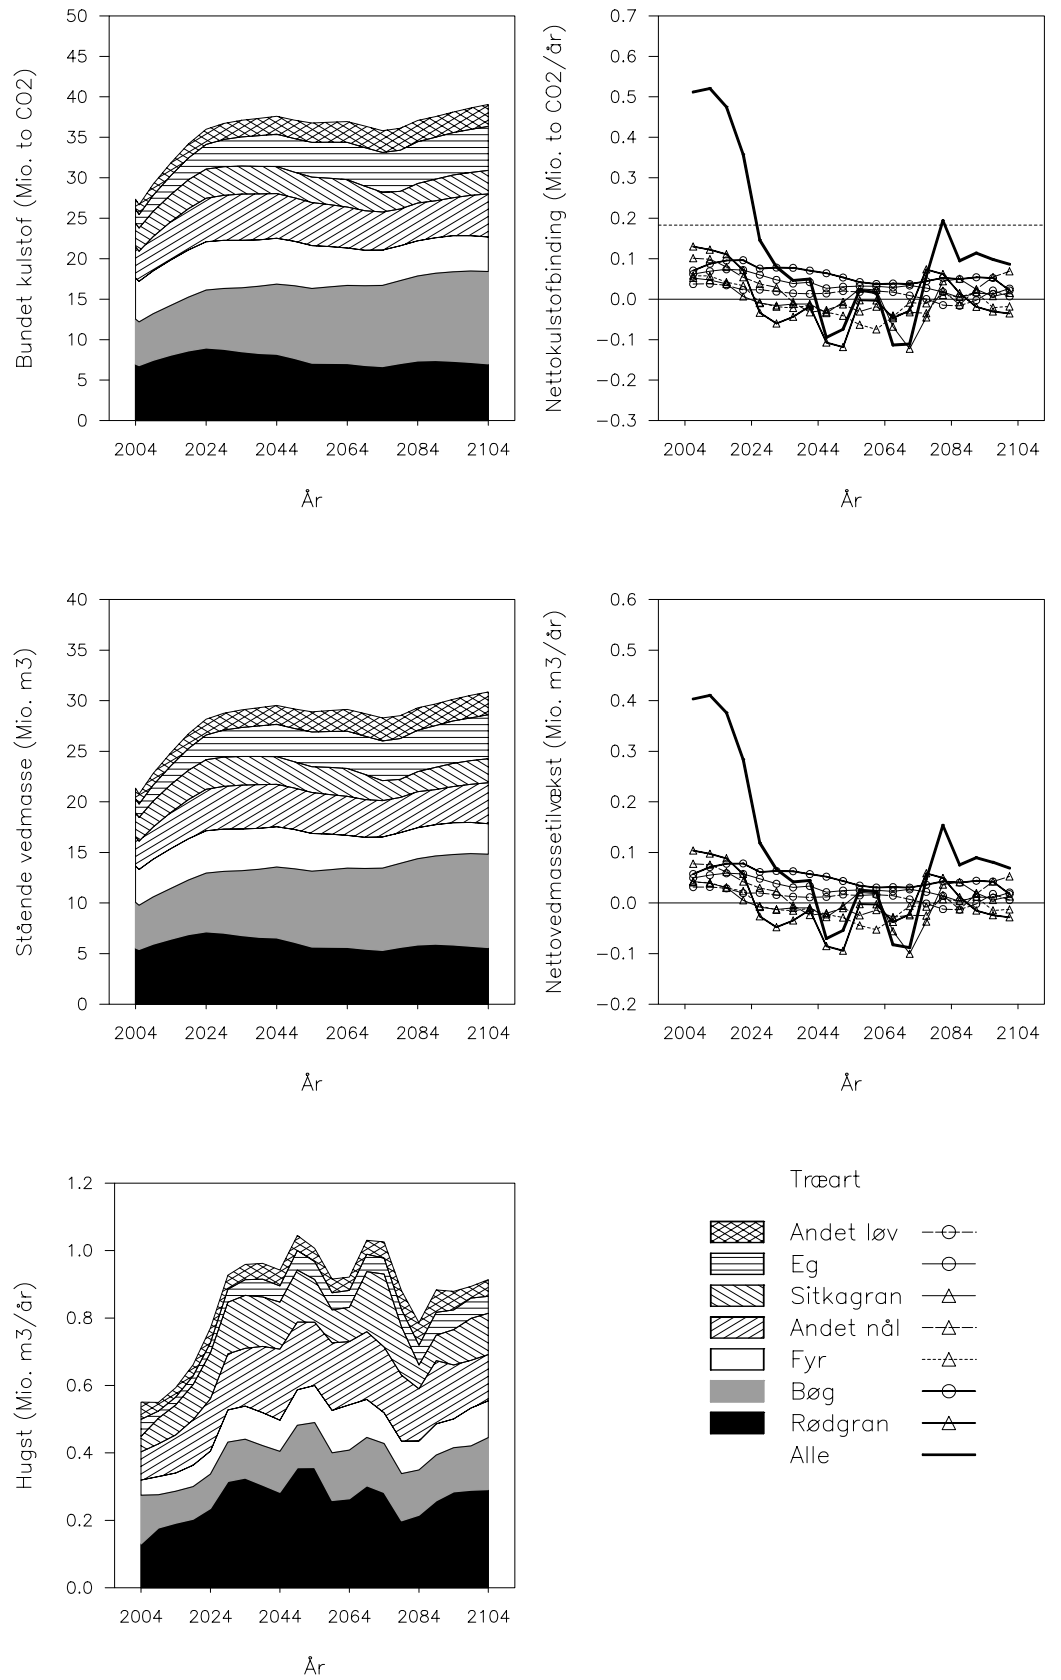 Bundet kulstof (Mio. to CO2)
50
45
40
35
30
25
20
15
10
5
0
2004 2024 2044 2064 2084 2104
År
Nettokulstofbinding (Mio. to CO2/år)
0.7
0.6
0.5
0.4
0.3
0.2
0.1
0.0
−0.1
−0.2
−0.3
2004 2024 2044 2064 2084 2104
År
Stående vedmasse (Mio. m3)
40
35
30
25
20
15
10
5
0
2004 2024 2044 2064 2084 2104
År
Nettovedmassetilvækst (Mio. m3/år)
0.6
0.5
0.4
0.3
0.2
0.1
0.0
−0.1
−0.2
2004 2024 2044 2064 2084 2104
År
Hugst (Mio. m3/år)
1.2
1.0
0.8
0.6
0.4
0.2
0.0
2004 2024 2044 2064 2084 2104
År
Træart
Andet løv
Eg
Sitkagran
Andet nål
Fyr
Bøg
Rødgran
Alle